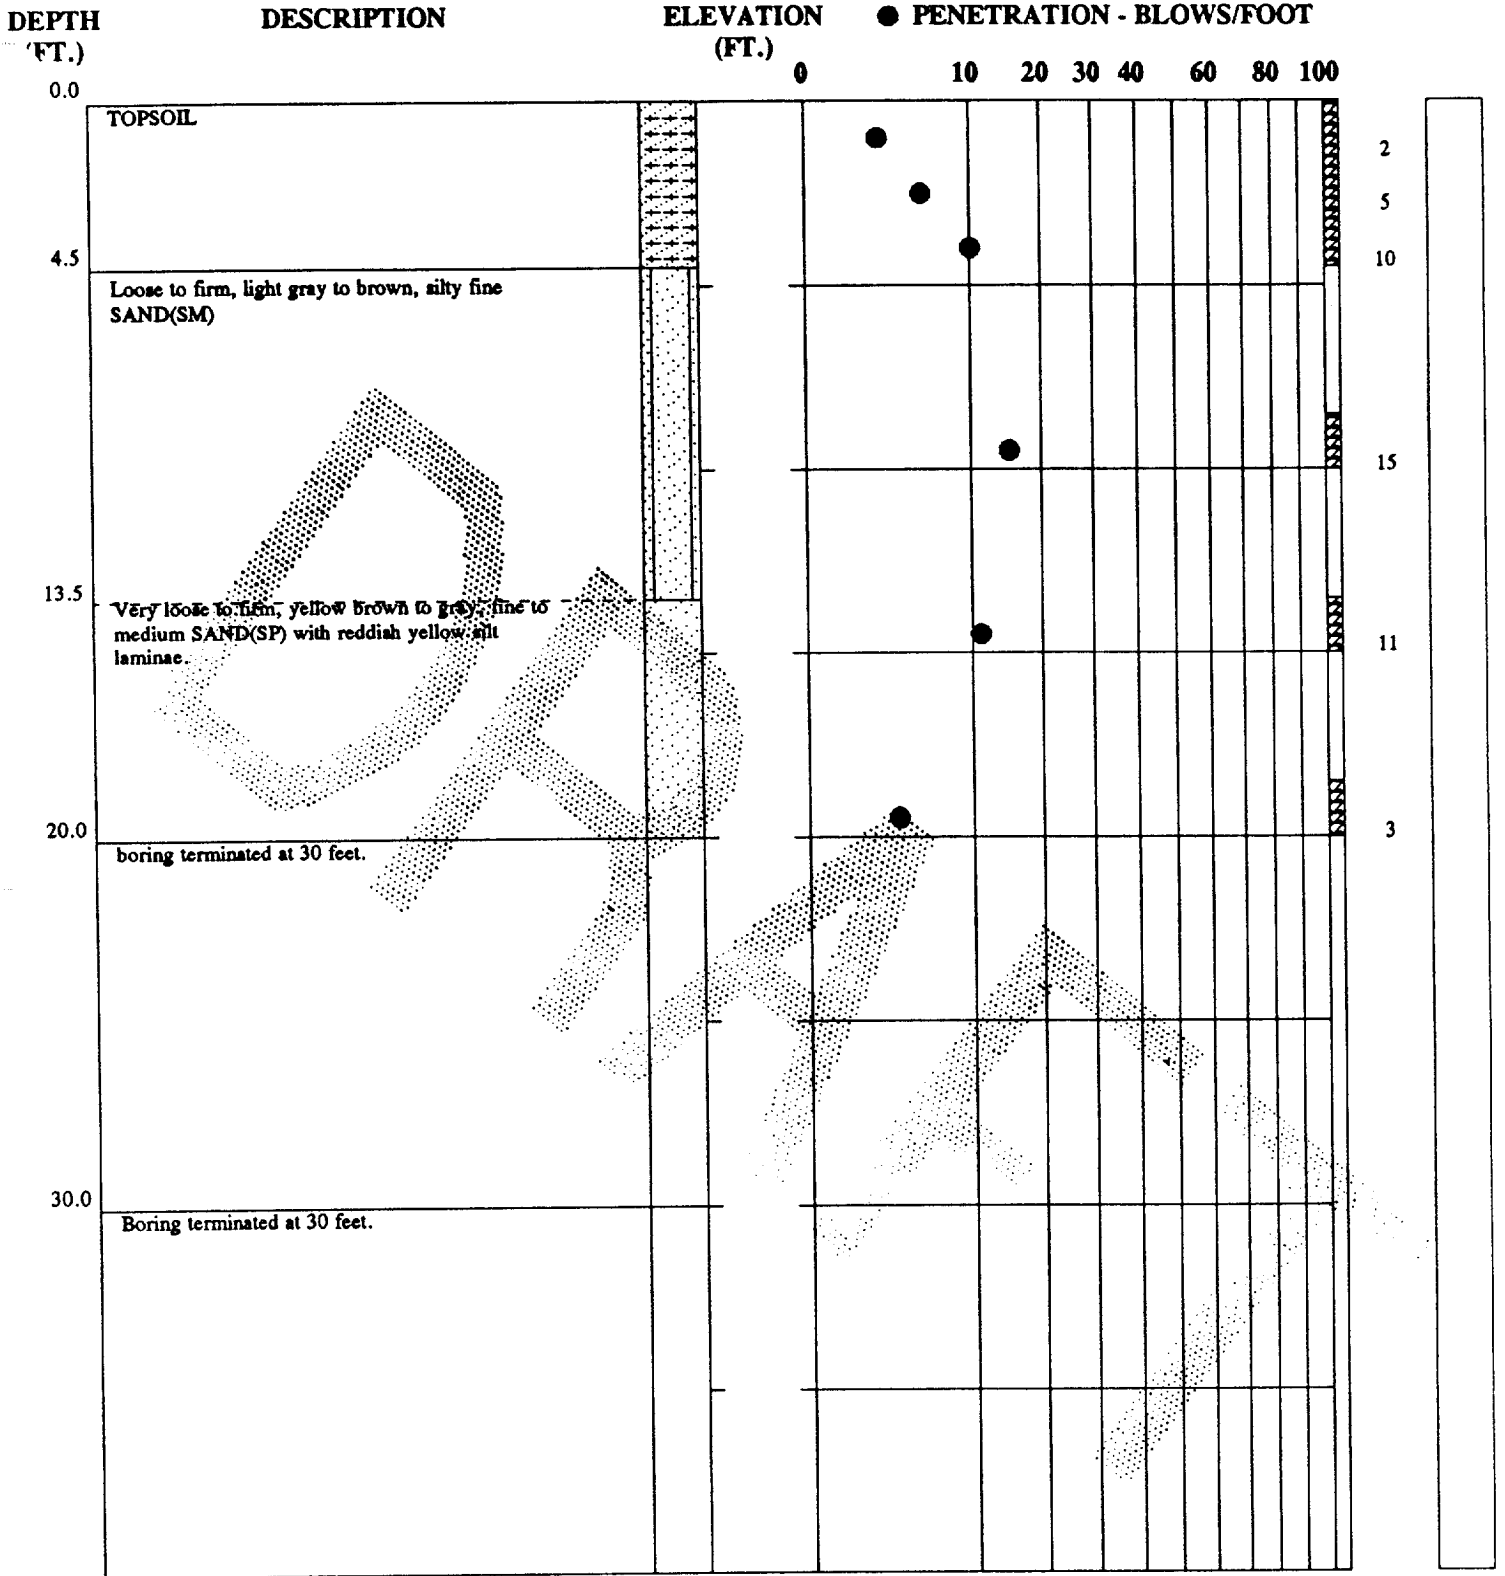 DEPTH DESCRIPTION ELEVATION ● PENETRATION - BLOWS/FOOT
(FT.) (FT.)
0 10 20 30 40 60 80 100
0.0
TOPSOIL
2
5
4.5 10
Loose to firm, light gray to brown, silty fine
SAND(SM)
15
13.5
Very loose to firm, yellow brown to gray, fine to
medium SAND(SP) with reddish yellow silt
laminae.
11
20.0 3
boring terminated at 30 feet.
30.0
Boring terminated at 30 feet.
DRAFT